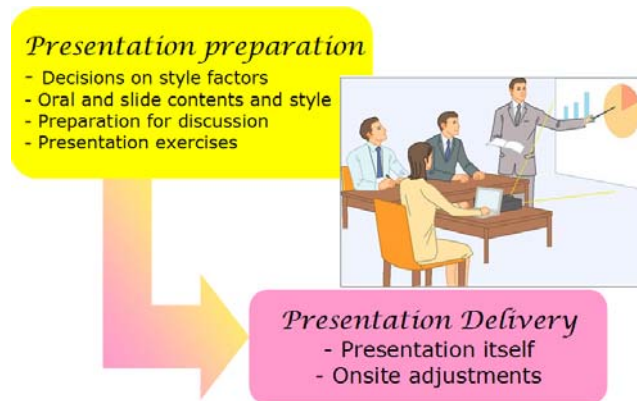 Presentation preparation
- Decisions on style factors
- Oral and slide contents and style
- Preparation for discussion
- Presentation exercises
Presentation Delivery
- Presentation itself
- Onsite adjustments